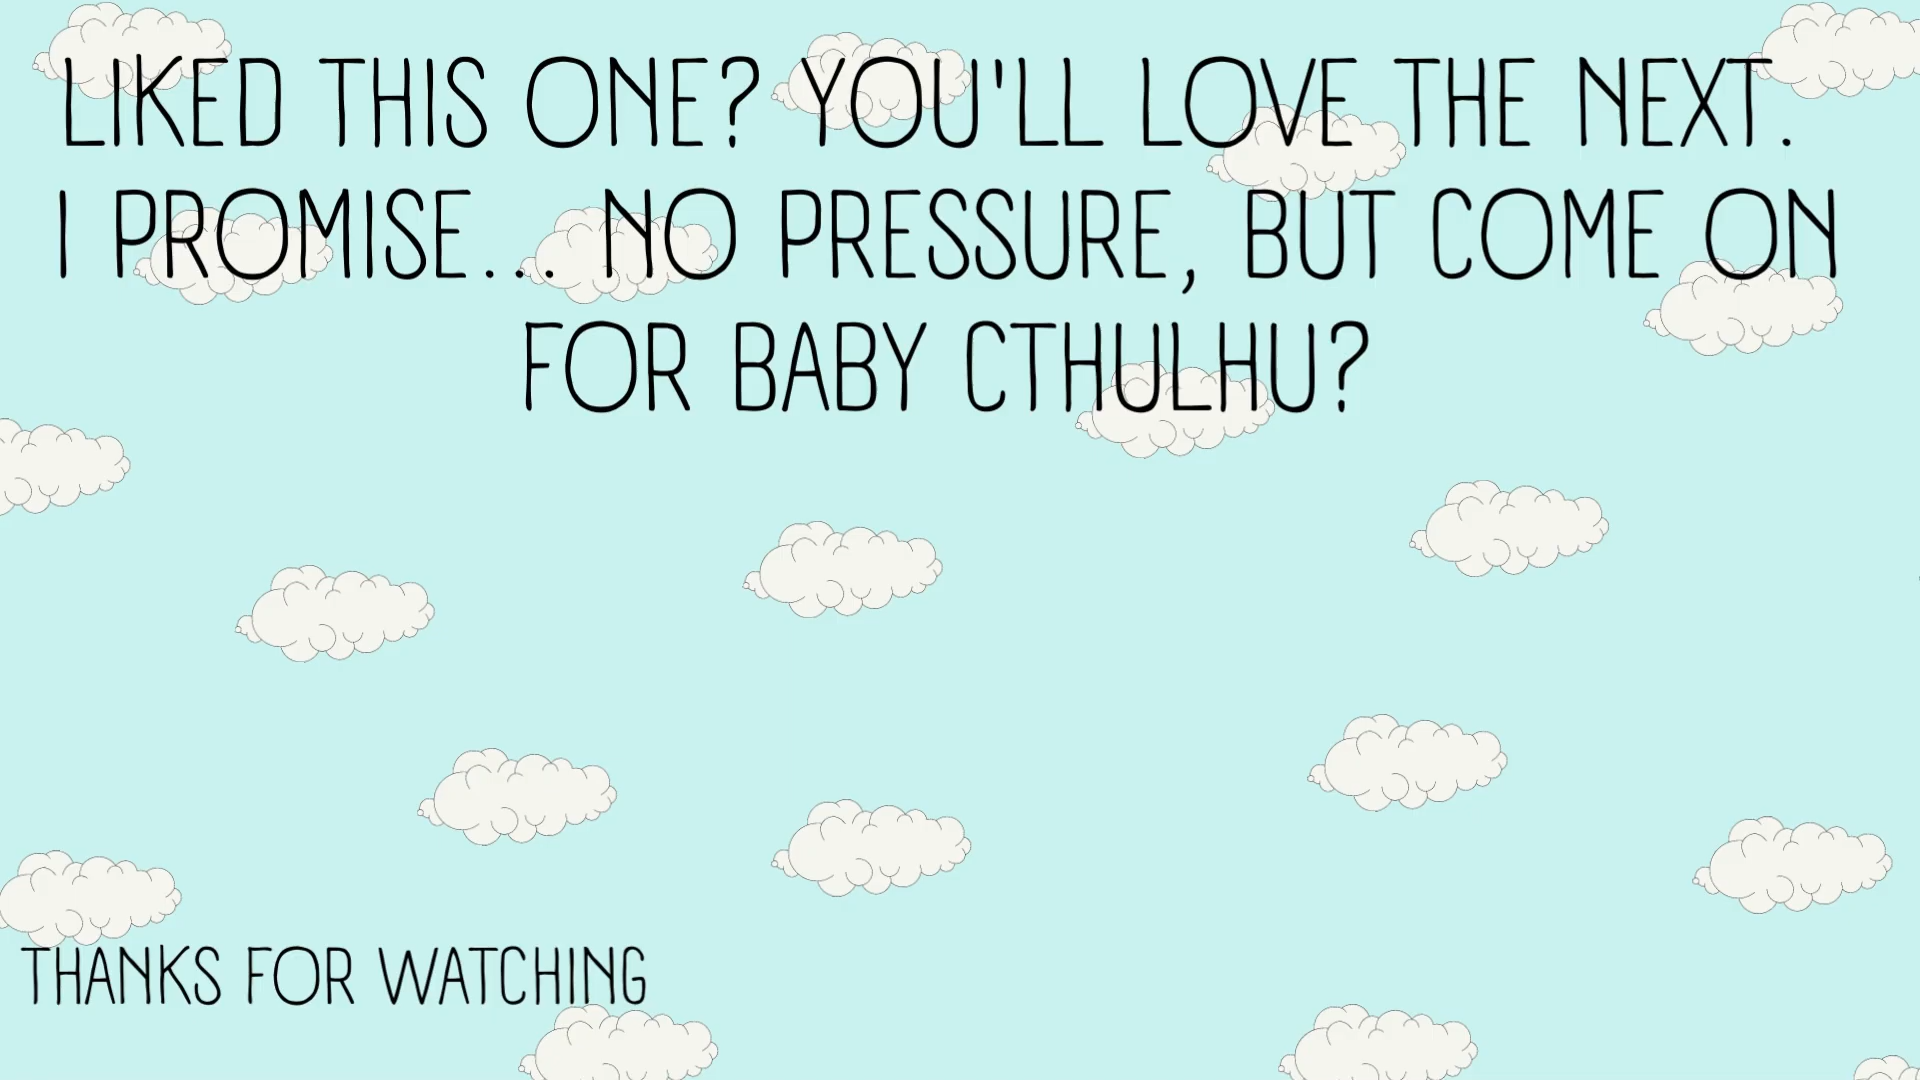 LIKED THIS ONE? YOU'LL LOVE THE NEXT.
I PROMISE... NO PRESSURE, BUT COME ON
FOR BABY CTHULHU?
THANKS FOR WATCHING